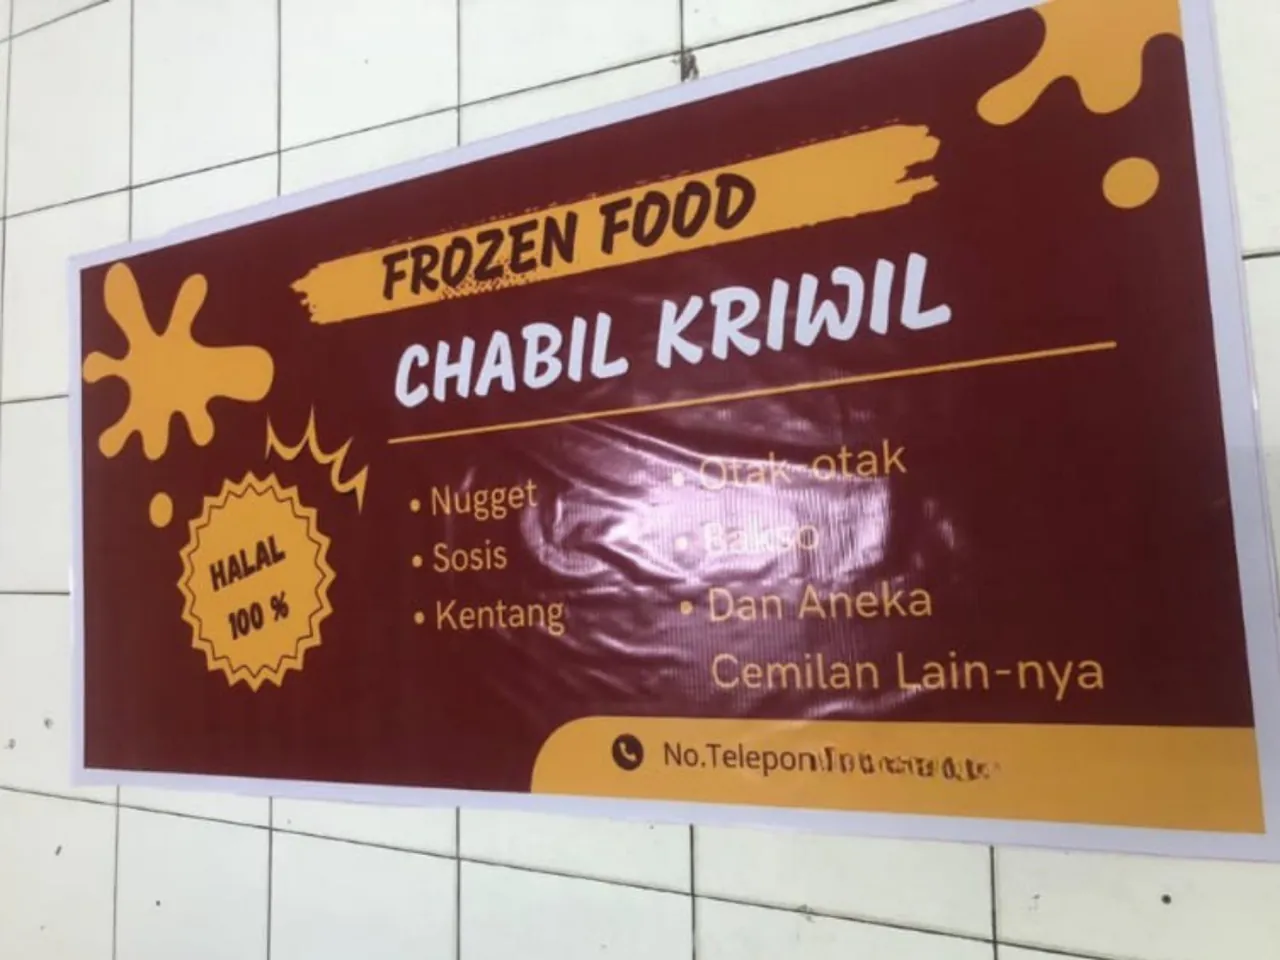 FROZEN FOOD
CHABIL KRIWIL
HALAL
100 %
• Nugget
• Sosis
• Kentang
• Otak-otak
• Bakso
• Dan Aneka
Cemilan Lain-nya
No.Telepon